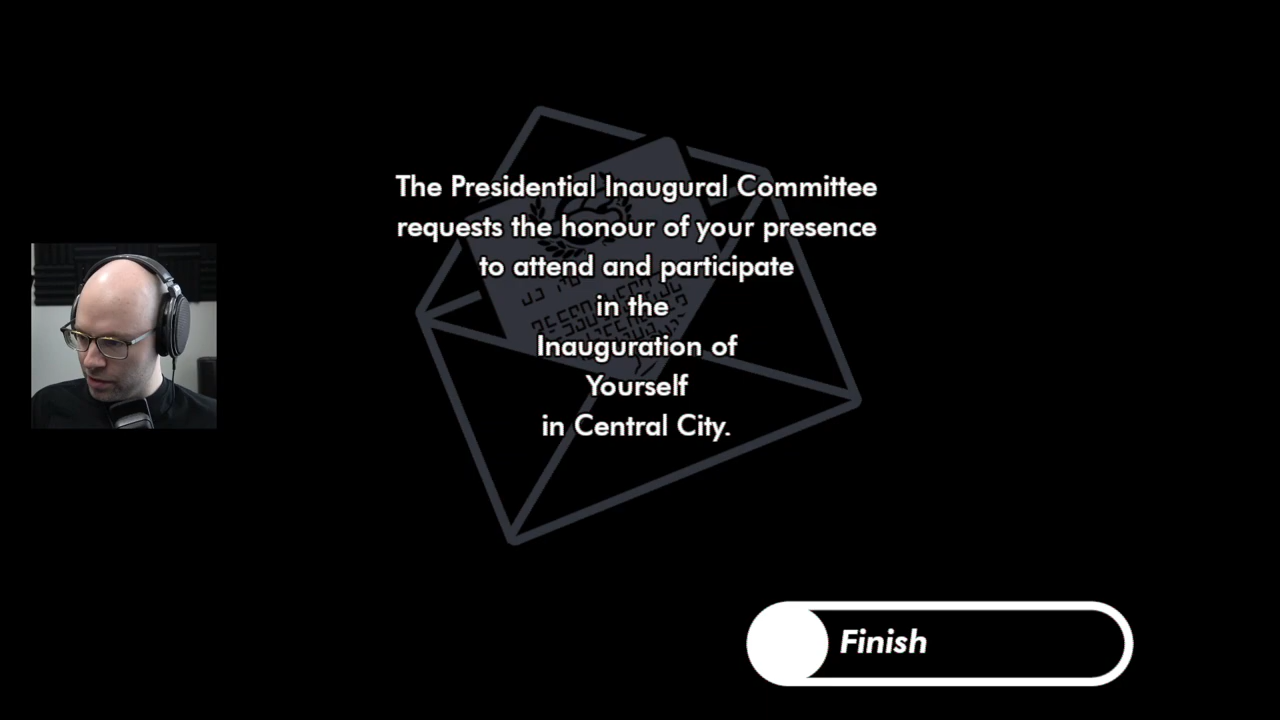 The Presidential Inaugural Committee
requests the honour of your presence
to attend and participate
in the
Inauguration of
Yourself
in Central City.
Finish